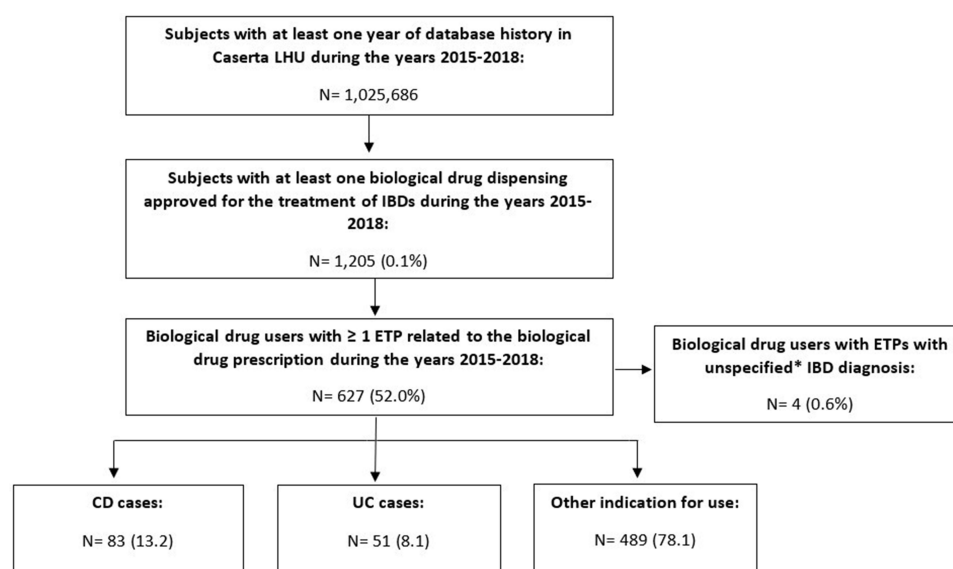 Subjects with at least one year of database history in
Caserta LHU during the years 2015-2018:
N= 1,025,686
Subjects with at least one biological drug dispensing
approved for the treatment of IBDs during the years 2015-
2018:
N= 1,205 (0.1%)
Biological drug users with ≥ 1 ETP related to the biological
drug prescription during the years 2015-2018:
N= 627 (52.0%)
Biological drug users with ETPs with
unspecified* IBD diagnosis:
N= 4 (0.6%)
CD cases:
N= 83 (13.2)
UC cases:
N= 51 (8.1)
Other indication for use:
N= 489 (78.1)